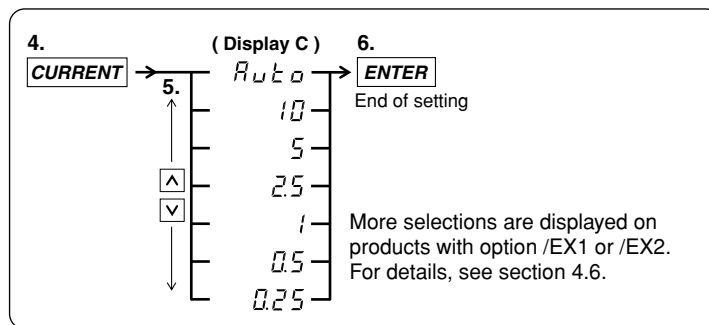 4.
( Display C )
6.
CURRENT
5.
Auto
ENTER
End of setting
10
5
2.5
1
0.5
0.25
More selections are displayed on
products with option /EX1 or /EX2.
For details, see section 4.6.